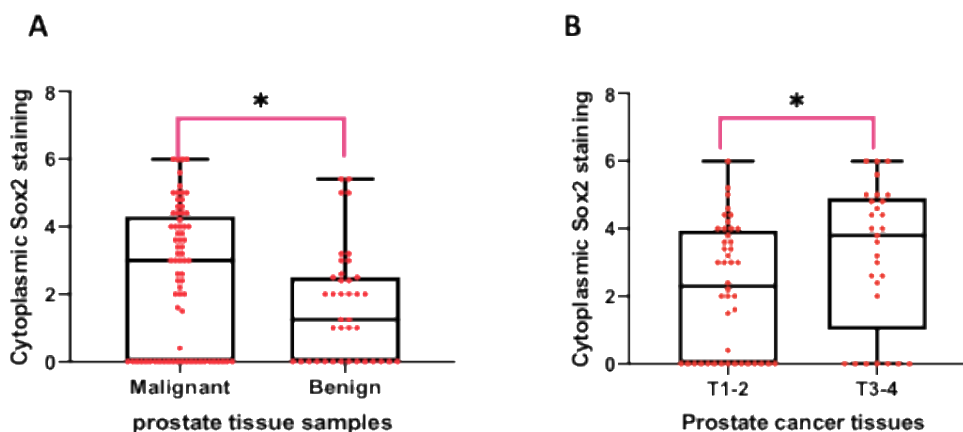 A
Cytoplasmic Sox2 staining
8
6
4
2
0
*
Malignant Benign
prostate tissue samples
B
Cytoplasmic Sox2 staining
8
6
4
2
0
*
T1-2 T3-4
Prostate cancer tissues